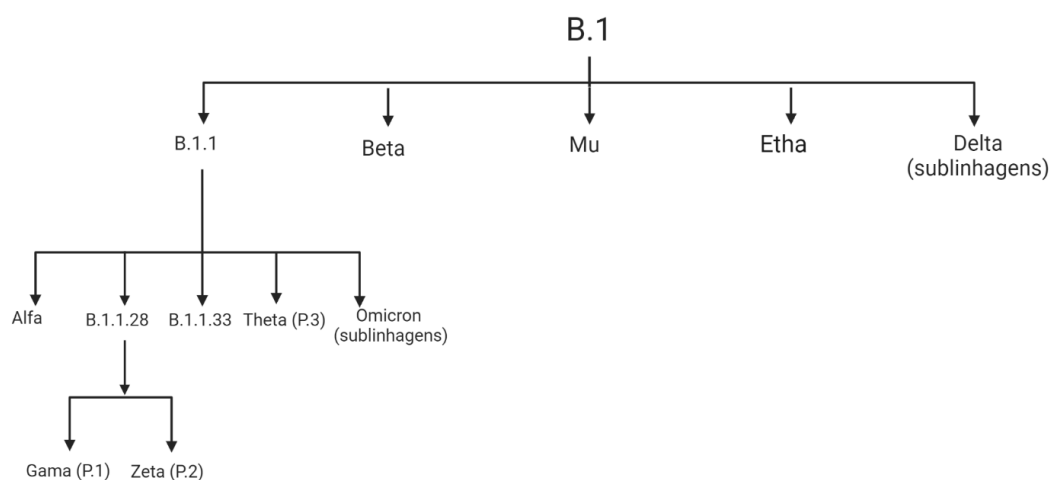 B.1
B.1.1
Beta
Mu
Etha
Delta
(sublinhagens)
Alfa
B.1.1.28
B.1.1.33
Theta (P.3)
Omicron
(sublinhagens)
Gama (P.1)
Zeta (P.2)